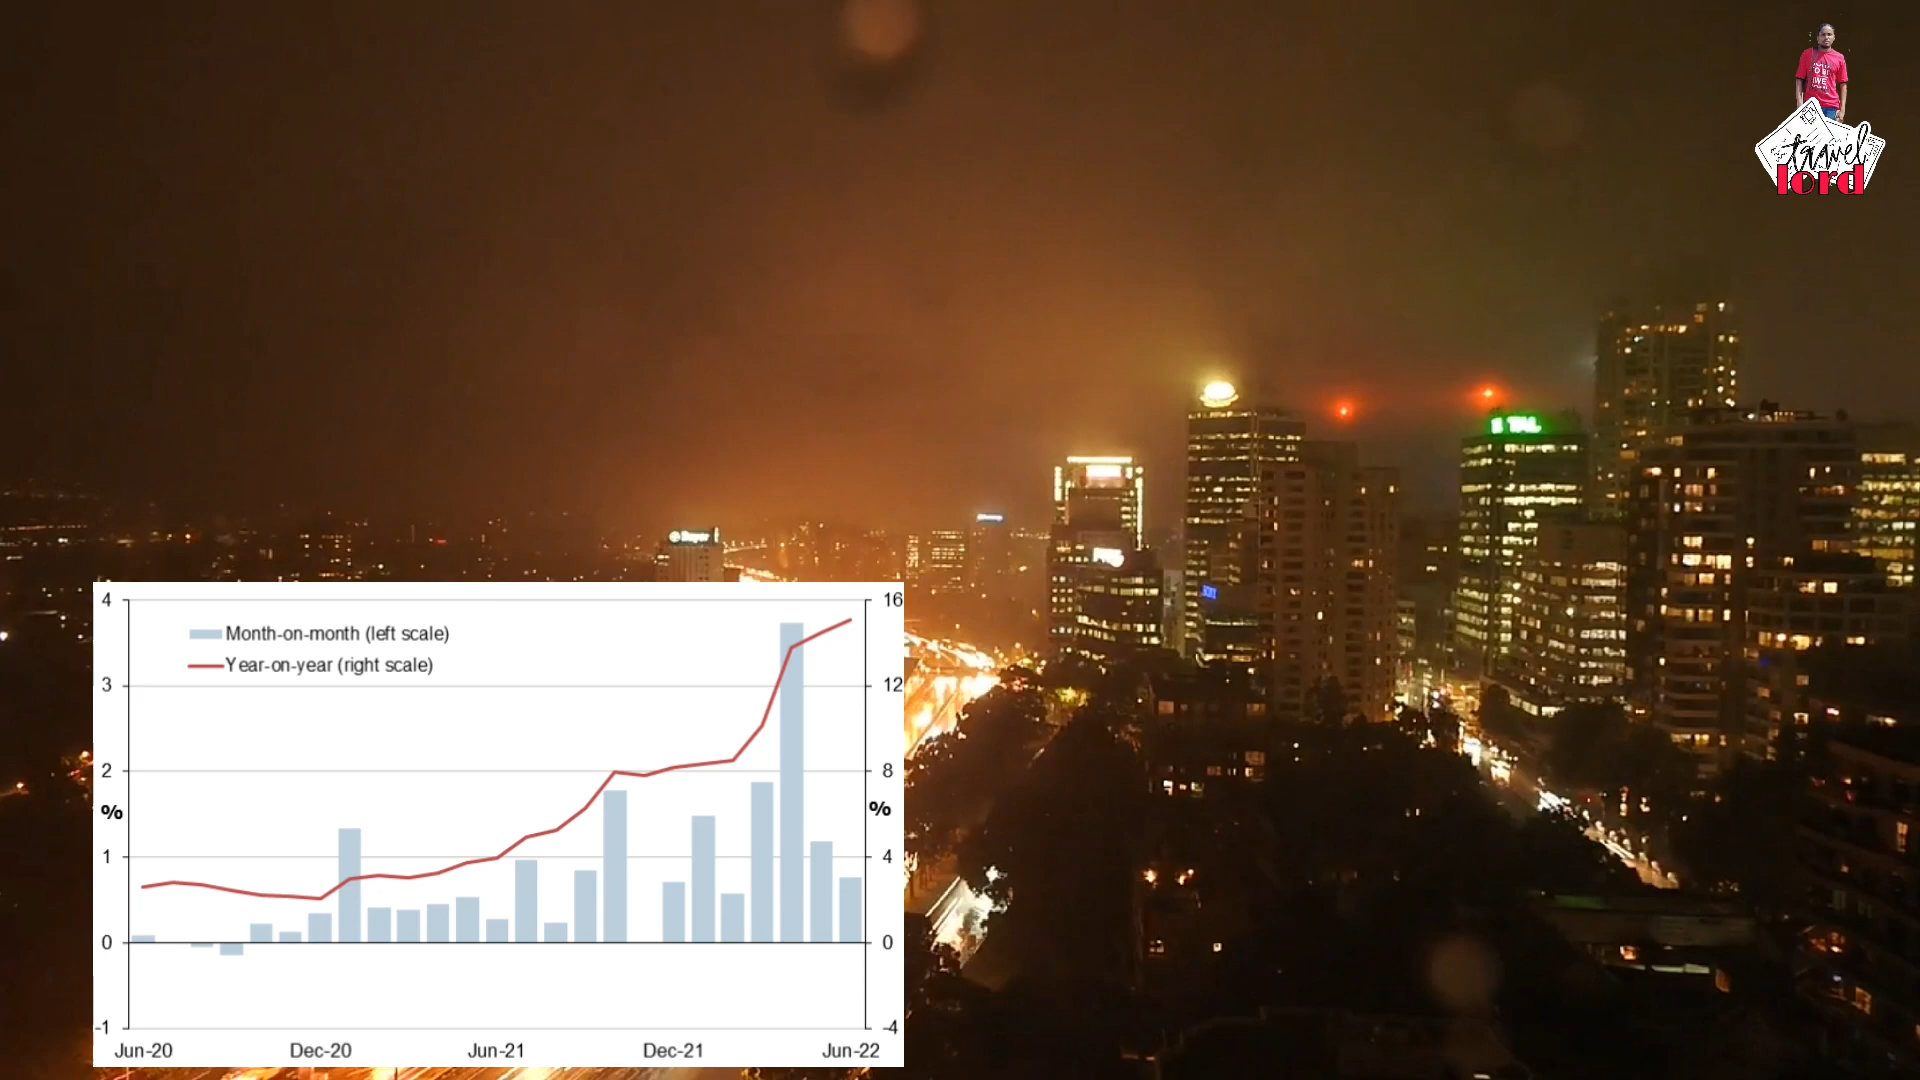 travel
lord
Bayer
4
16
Month-on-month (left scale)
Year-on-year (right scale)
3
12
2
8
%
%
1
4
0
0
-1
-4
Jun-20
Dec-20
Jun-21
Dec-21
Jun-22